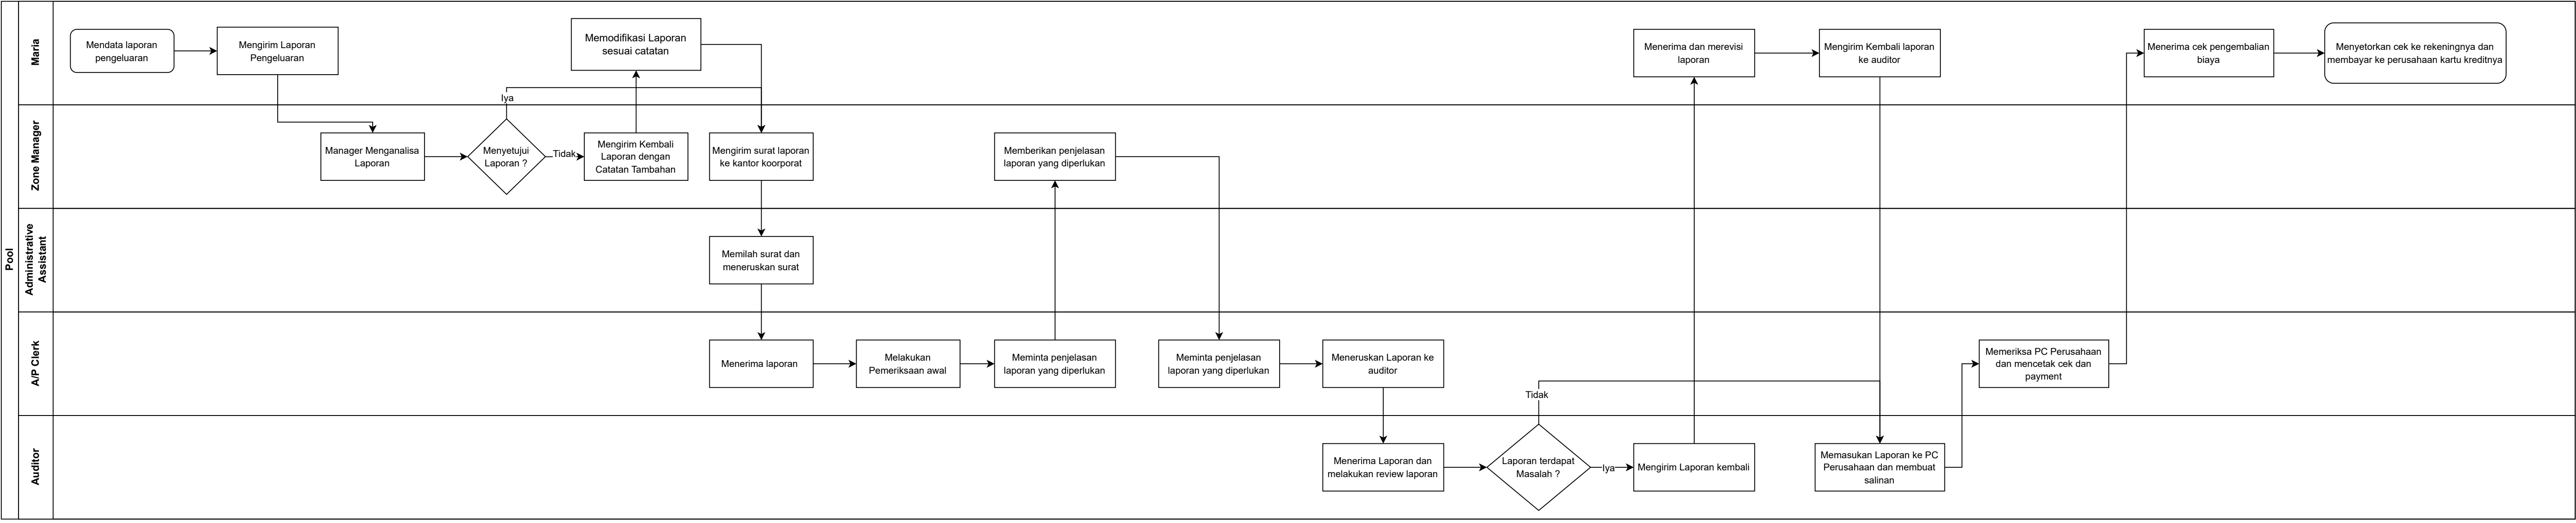 Pool
Maria
Mendata laporan
pengeluaran
Mengirim Laporan
Pengeluaran
Memodifikasi Laporan
sesuai catatan
Iya
Menerima dan merevisi
laporan
Mengirim Kembali laporan
ke auditor
Menerima cek pengembalian
biaya
Menyetorkan cek ke rekeningnya dan
membayar ke perusahaan kartu kreditnya
Zone Manager
Manager Menganalisa
Laporan
Menyetujui
Laporan ?
Tidak
Mengirim Kembali
Laporan dengan
Catatan Tambahan
Mengirim surat laporan
ke kantor koorporat
Memberikan penjelasan
laporan yang diperlukan
Administrative
Assistant
Memilah surat dan
meneruskan surat
A/P Clerk
Menerima laporan
Melakukan
Pemeriksaan awal
Meminta penjelasan
laporan yang diperlukan
Meminta penjelasan
laporan yang diperlukan
Meneruskan Laporan ke
auditor
Tidak
Memeriksa PC Perusahaan
dan mencetak cek dan
payment
Auditor
Menerima Laporan dan
melakukan review laporan
Laporan terdapat
Masalah ?
Iya
Mengirim Laporan kembali
Memasukan Laporan ke PC
Perusahaan dan membuat
salinan